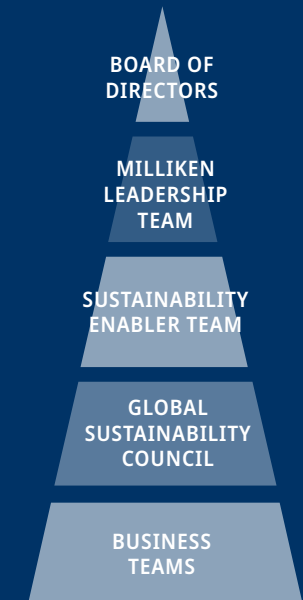 BOARD OF
DIRECTORS
MILLIKEN
LEADERSHIP
TEAM
SUSTAINABILITY
ENABLER TEAM
GLOBAL
SUSTAINABILITY
COUNCIL
BUSINESS
TEAMS